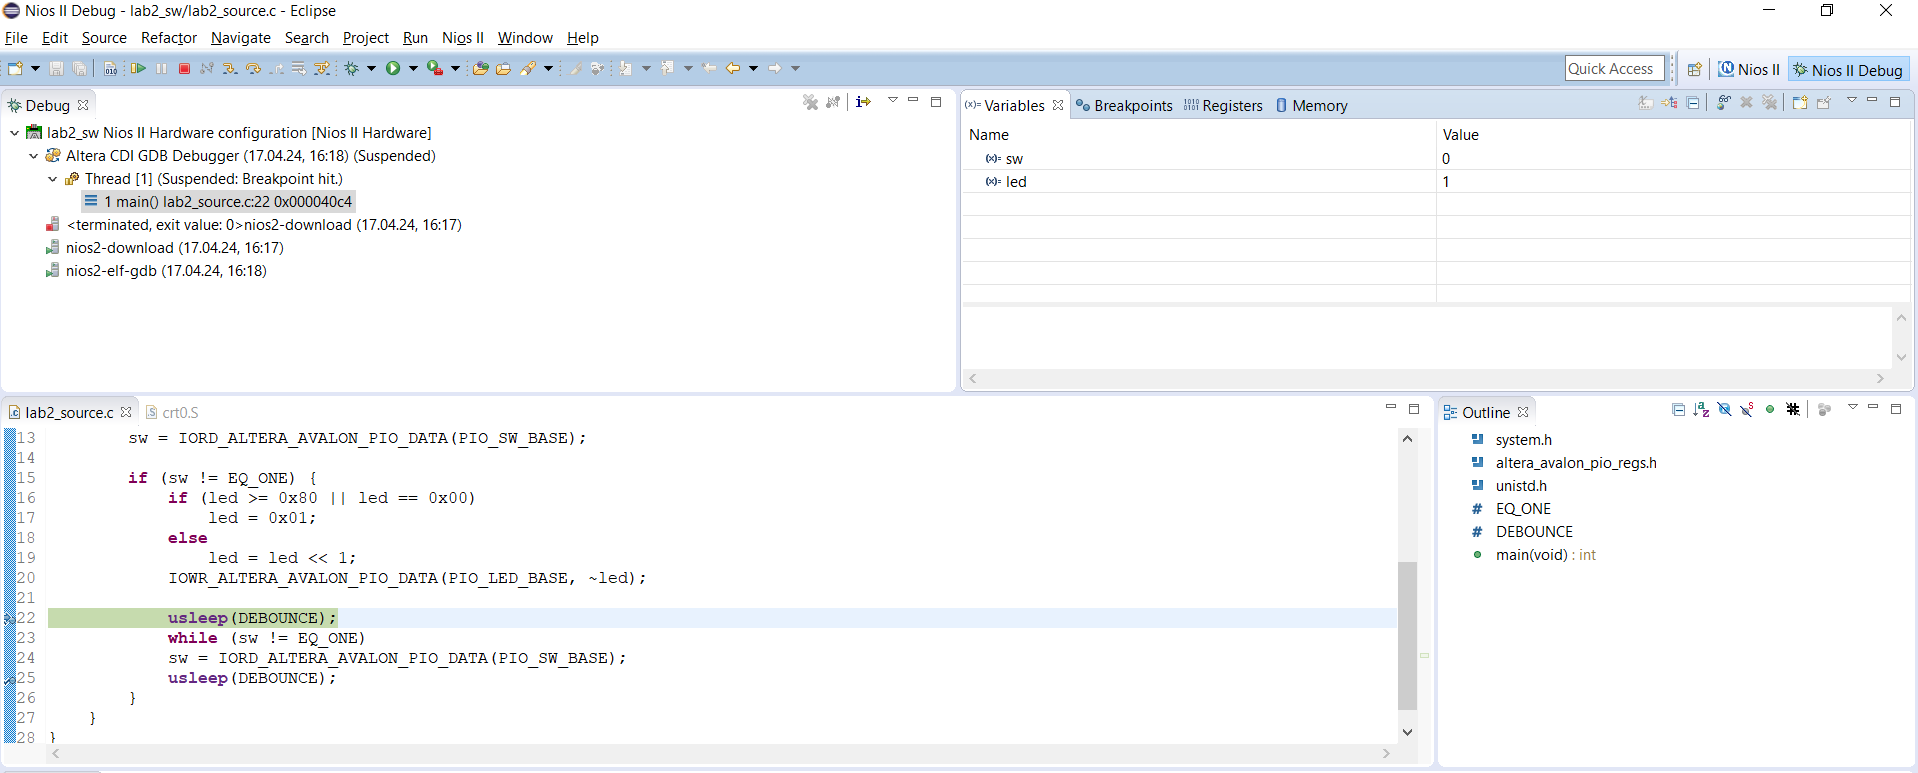 Nios II Debug - lab2_sw/lab2_source.c - Eclipse
File Edit Source Refactor Navigate Search Project Run Nios II Window Help
Quick Access
Nios II
Nios II Debug
Debug
lab2_sw Nios II Hardware configuration [Nios II Hardware]
Altera CDI GDB Debugger (17.04.24, 16:18) (Suspended)
Thread [1] (Suspended: Breakpoint hit.)
1 main() lab2_source.c:22 0x000040c4
<terminated, exit value: 0>nios2-download (17.04.24, 16:17)
nios2-download (17.04.24, 16:17)
nios2-elf-gdb (17.04.24, 16:18)
(x)= Variables Breakpoints Registers Memory
Name Value
(x)= sw 0
(x)= led 1
lab2_source.c crt0.S
13 sw = IORD_ALTERA_AVALON_PIO_DATA(PIO_SW_BASE);
14
15 if (sw != EQ_ONE) {
16 if (led >= 0x80 || led == 0x00)
17 led = 0x01;
18 else
19 led = led << 1;
20 IOWR_ALTERA_AVALON_PIO_DATA(PIO_LED_BASE, ~led);
21
22 usleep(DEBOUNCE);
23 while (sw != EQ_ONE)
24 sw = IORD_ALTERA_AVALON_PIO_DATA(PIO_SW_BASE);
25 usleep(DEBOUNCE);
26 }
27 }
28 }
Outline
system.h
altera_avalon_pio_regs.h
unistd.h
# EQ_ONE
# DEBOUNCE
main(void) : int